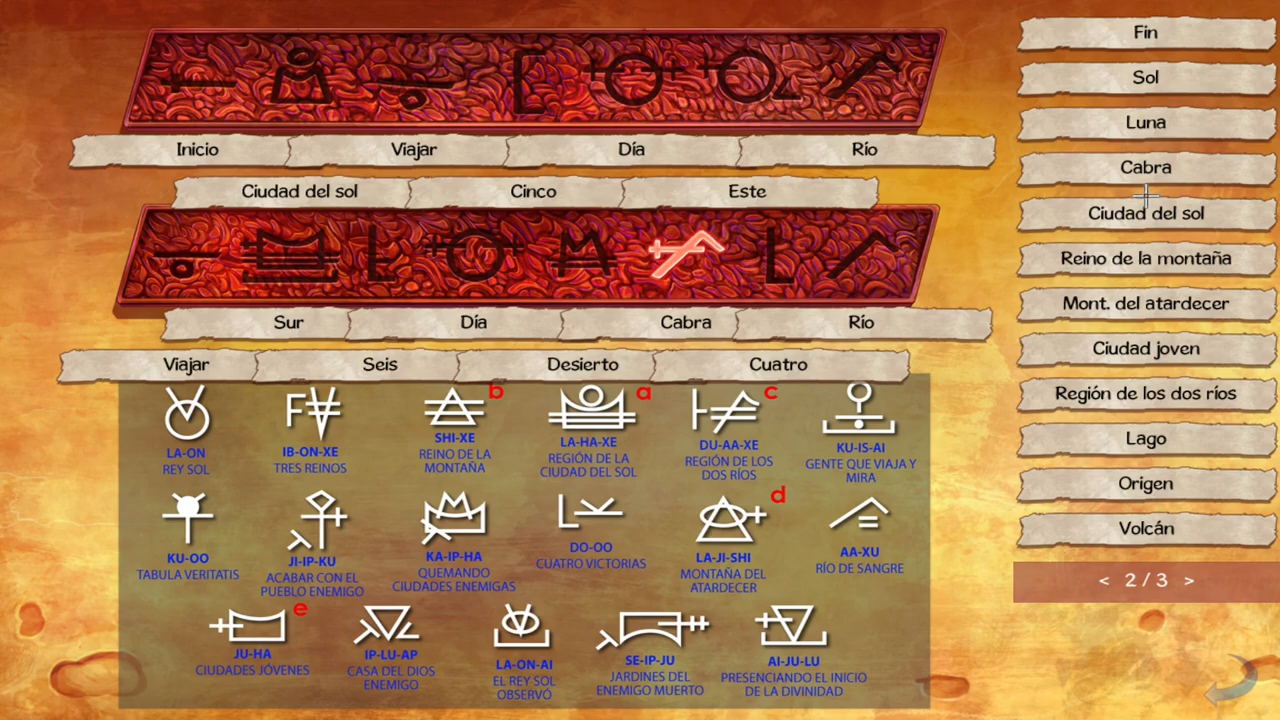 Inicio Viajar Día Río
Ciudad del sol Cinco Este
Sur Día Cabra Río
Viajar Seis Desierto Cuatro
b a c
LA-ON IB-ON-XE SHI-XE LA-HA-XE DU-AA-XE KU-IS-AI
REY SOL TRES REINOS REINO DE LA REGIÓN DE LA REGIÓN DE LOS GENTE QUE VIAJA Y
MONTAÑA CIUDAD DEL SOL DOS RÍOS MIRA
d
KU-OO JI-IP-KU KA-IP-HA DO-OO LA-JI-SHI AA-XU
TABULA VERITATIS ACABAR CON EL QUEMANDO CUATRO VICTORIAS MONTAÑA DEL RÍO DE SANGRE
PUEBLO ENEMIGO CIUDADES ENEMIGAS ATARDECER
e
JU-HA IP-LU-AP LA-ON-AI SE-IP-JU AI-JU-LU
CIUDADES JÓVENES CASA DEL DIOS EL REY SOL JARDINES DEL PRESENCIANDO EL INICIO
ENEMIGO OBSERVÓ ENEMIGO MUERTO DE LA DIVINIDAD
Fin
Sol
Luna
Cabra
Ciudad del sol
Reino de la montaña
Mont. del atardecer
Ciudad joven
Región de los dos ríos
Lago
Origen
Volcán
< 2/3 >